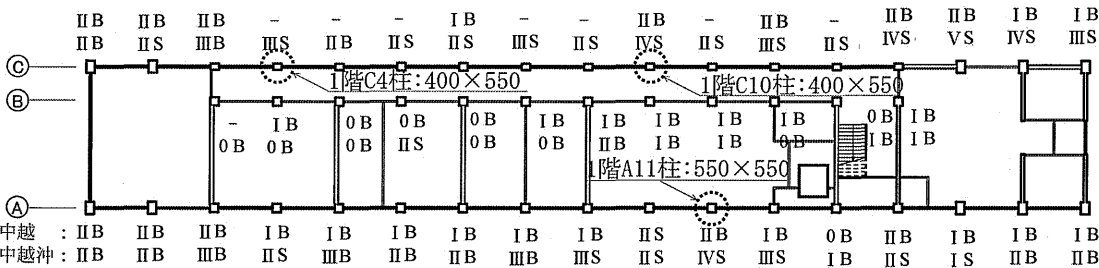 ⅡB ⅡB ⅡB － － － ⅠB － － ⅡB － ⅡB － ⅡB ⅡB ⅠB ⅠB
ⅡB ⅡS ⅢB ⅢS ⅡB ⅡS ⅡS ⅢS ⅡS ⅣS ⅡS ⅢS ⅡS ⅣS ⅤS ⅣS ⅢS
Ⓒ
1階C4柱:400×550 1階C10柱:400×550
Ⓑ
－ ⅠB 0B 0B 0B ⅠB ⅠB ⅠB ⅠB ⅠB 0B ⅠB
0B 0B 0B ⅡS 0B 0B ⅡB ⅠB ⅠB 0B ⅠB ⅠB
1階A11柱:550×550
Ⓐ
中越 :ⅡB ⅡB ⅡB ⅠB ⅠB ⅠB ⅠB ⅠB ⅠB ⅡS ⅡB ⅠB 0B ⅡB ⅠB ⅠB ⅠB
中越沖:ⅡB ⅡB ⅢB ⅡS ⅢB ⅡB ⅡB ⅢB ⅢS ⅡS ⅣS ⅢS ⅠB ⅡS ⅠS ⅡB ⅡB